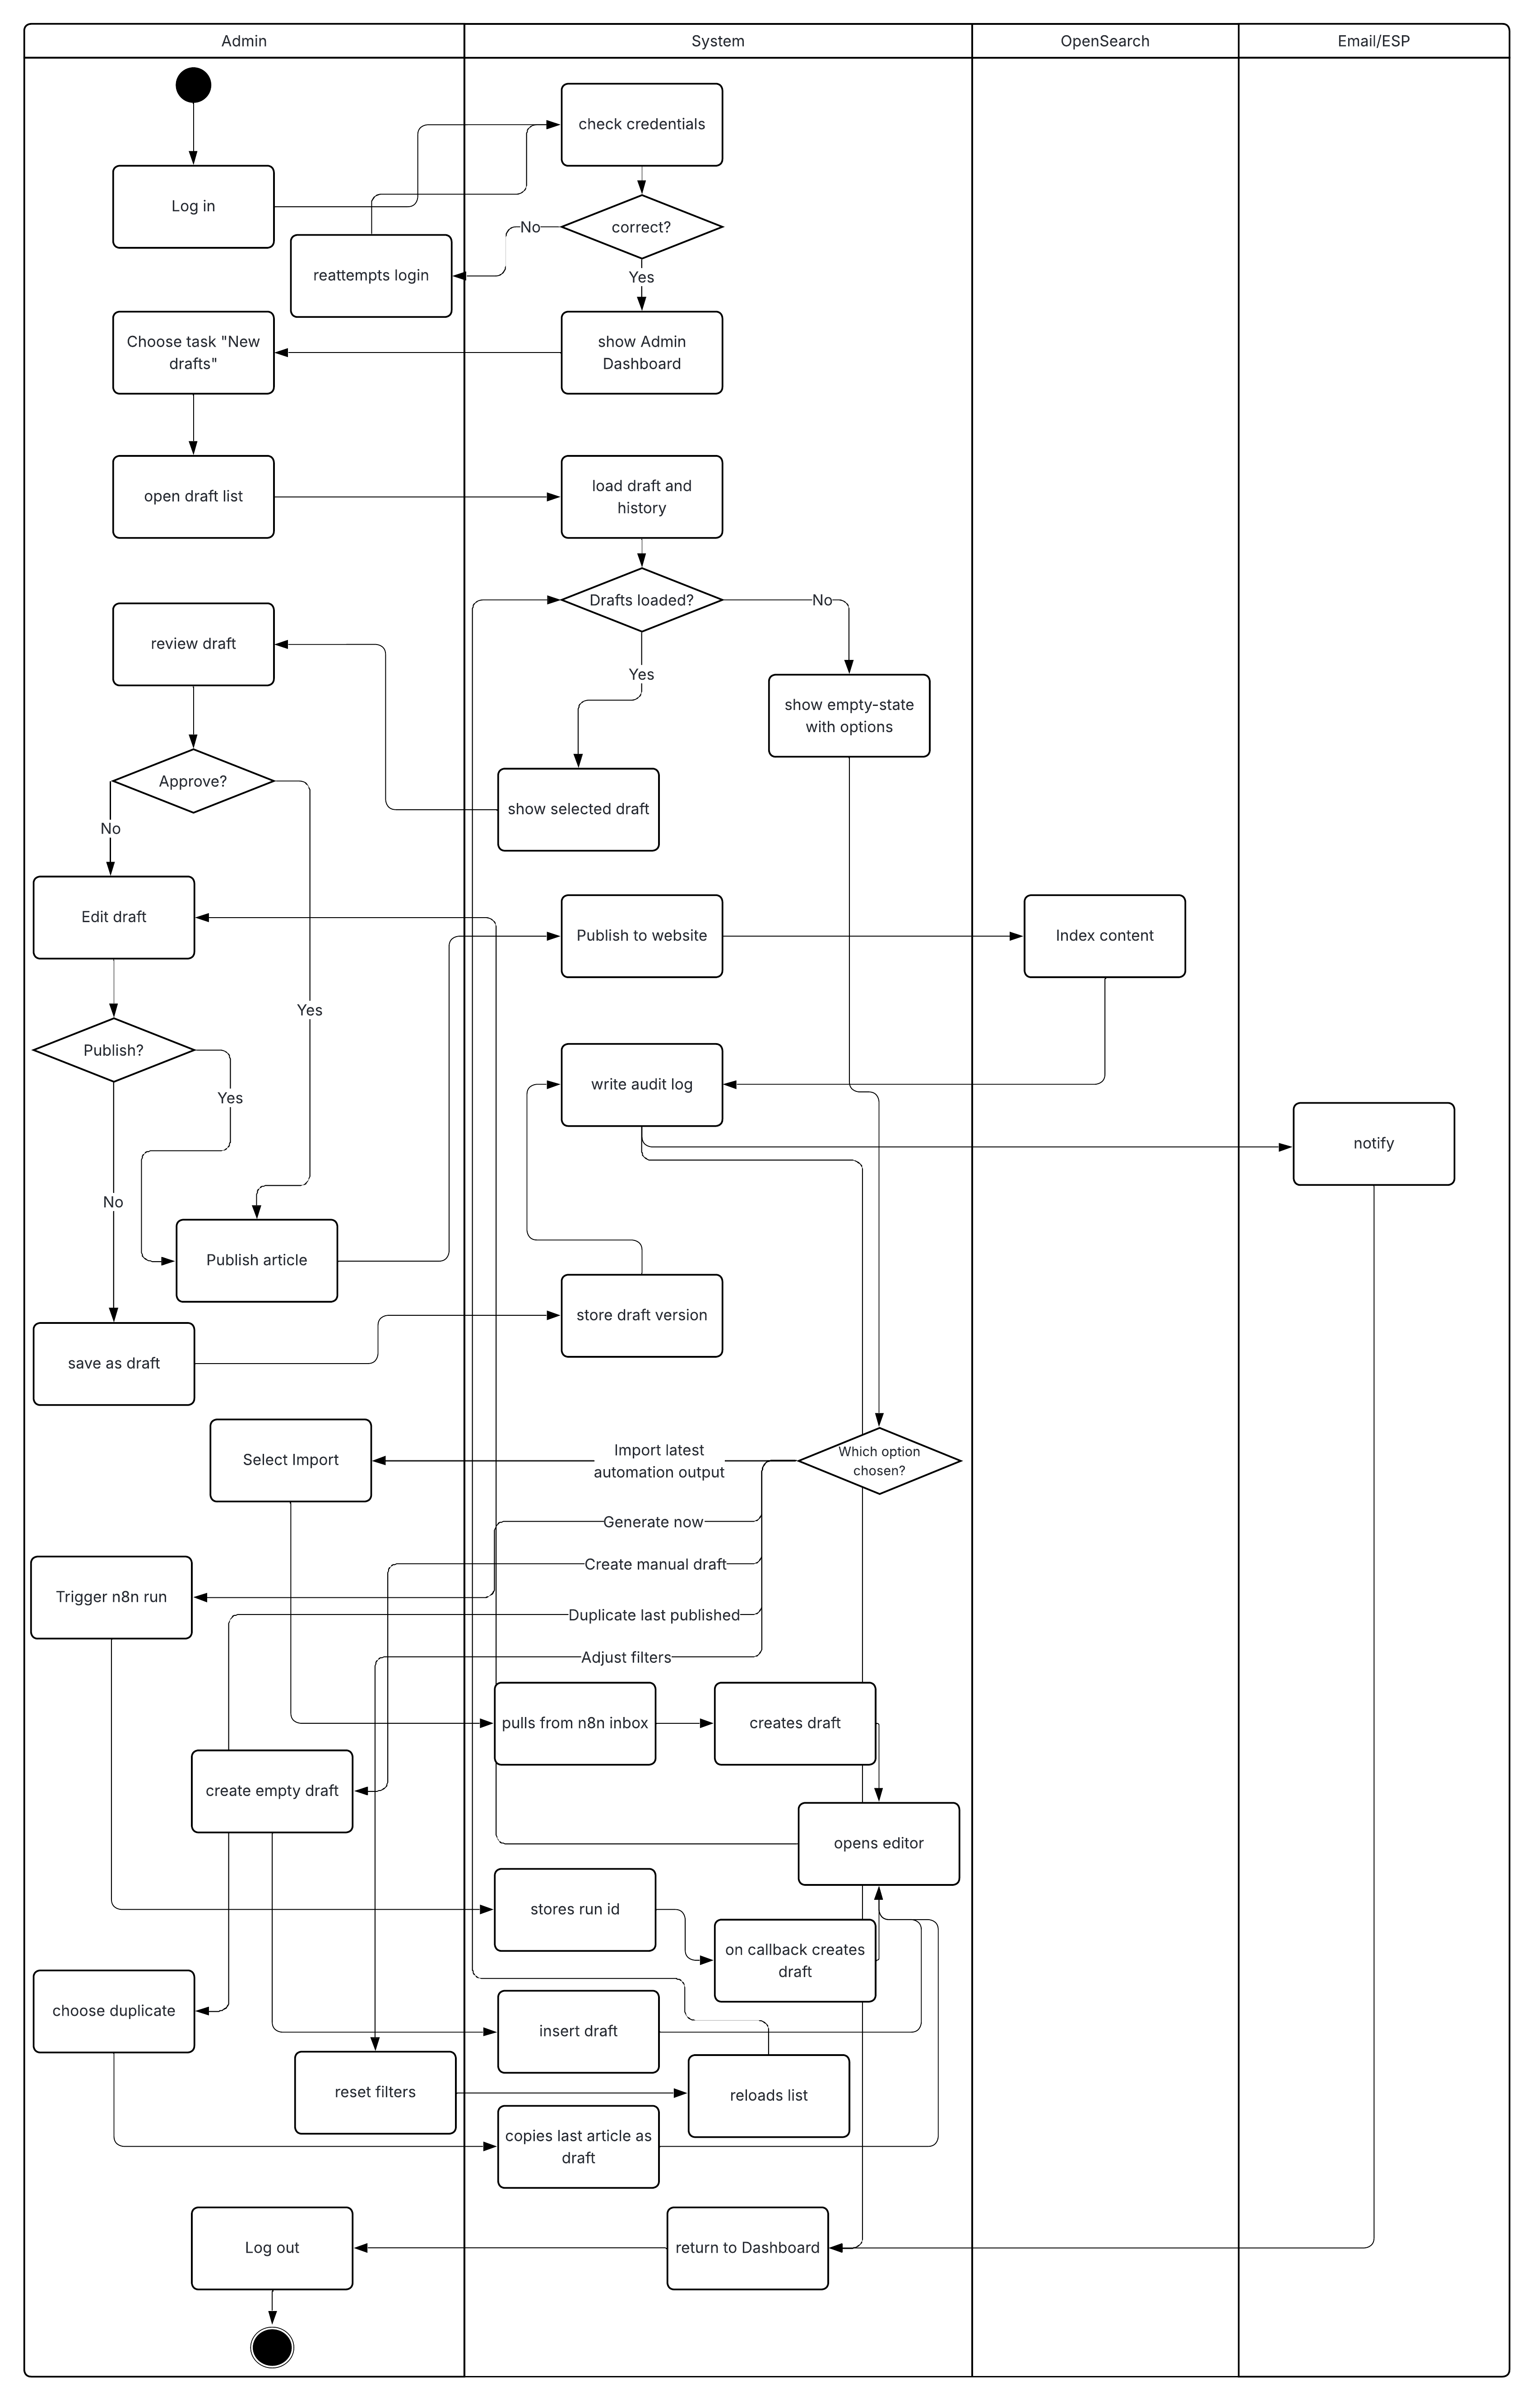 Admin
System
OpenSearch
Email/ESP
check credentials
Log in
correct?
No
reattempts login
Yes
Choose task "New
drafts"
show Admin
Dashboard
open draft list
load draft and
history
Drafts loaded?
No
review draft
Yes
show empty-state
with options
Approve?
show selected draft
No
Edit draft
Publish to website
Index content
Yes
Publish?
write audit log
Yes
notify
No
Publish article
store draft version
save as draft
Select Import
Import latest
automation output
Which option
chosen?
Generate now
Create manual draft
Trigger n8n run
Duplicate last published
Adjust filters
pulls from n8n inbox
creates draft
create empty draft
opens editor
stores run id
on callback creates
draft
choose duplicate
insert draft
reset filters
reloads list
copies last article as
draft
Log out
return to Dashboard